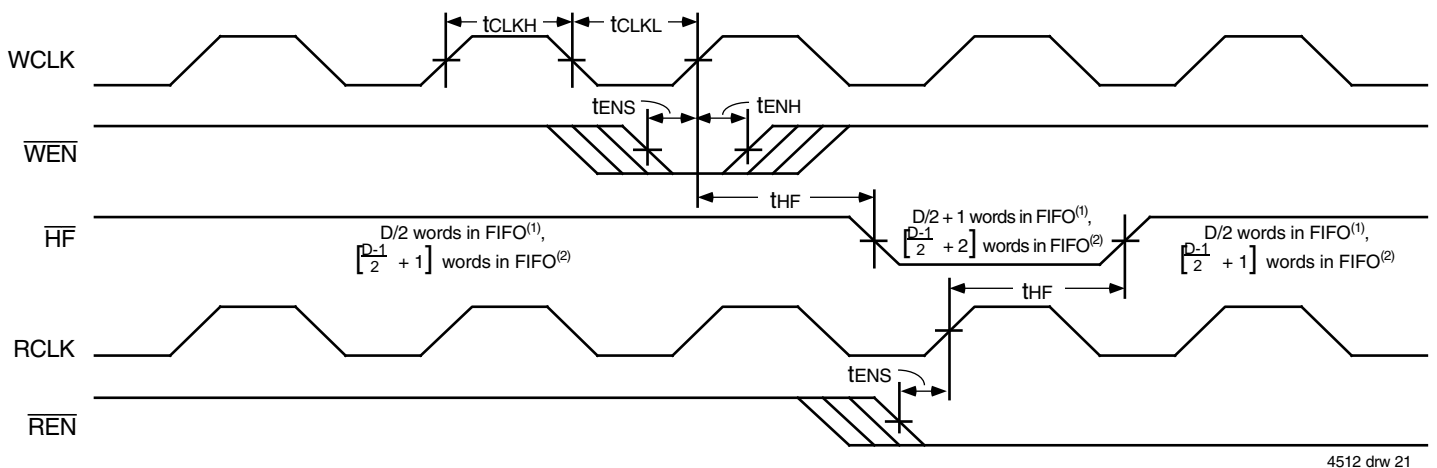 tCLKH
tCLKL
WCLK
tENS
tENH
WEN
tHF
HF
D/2 words in FIFO(1),
[D-1/2 + 1] words in FIFO(2)
D/2 + 1 words in FIFO(1),
[D-1/2 + 2] words in FIFO(2)
D/2 words in FIFO(1),
[D-1/2 + 1] words in FIFO(2)
tHF
RCLK
tENS
REN
4512 drw 21